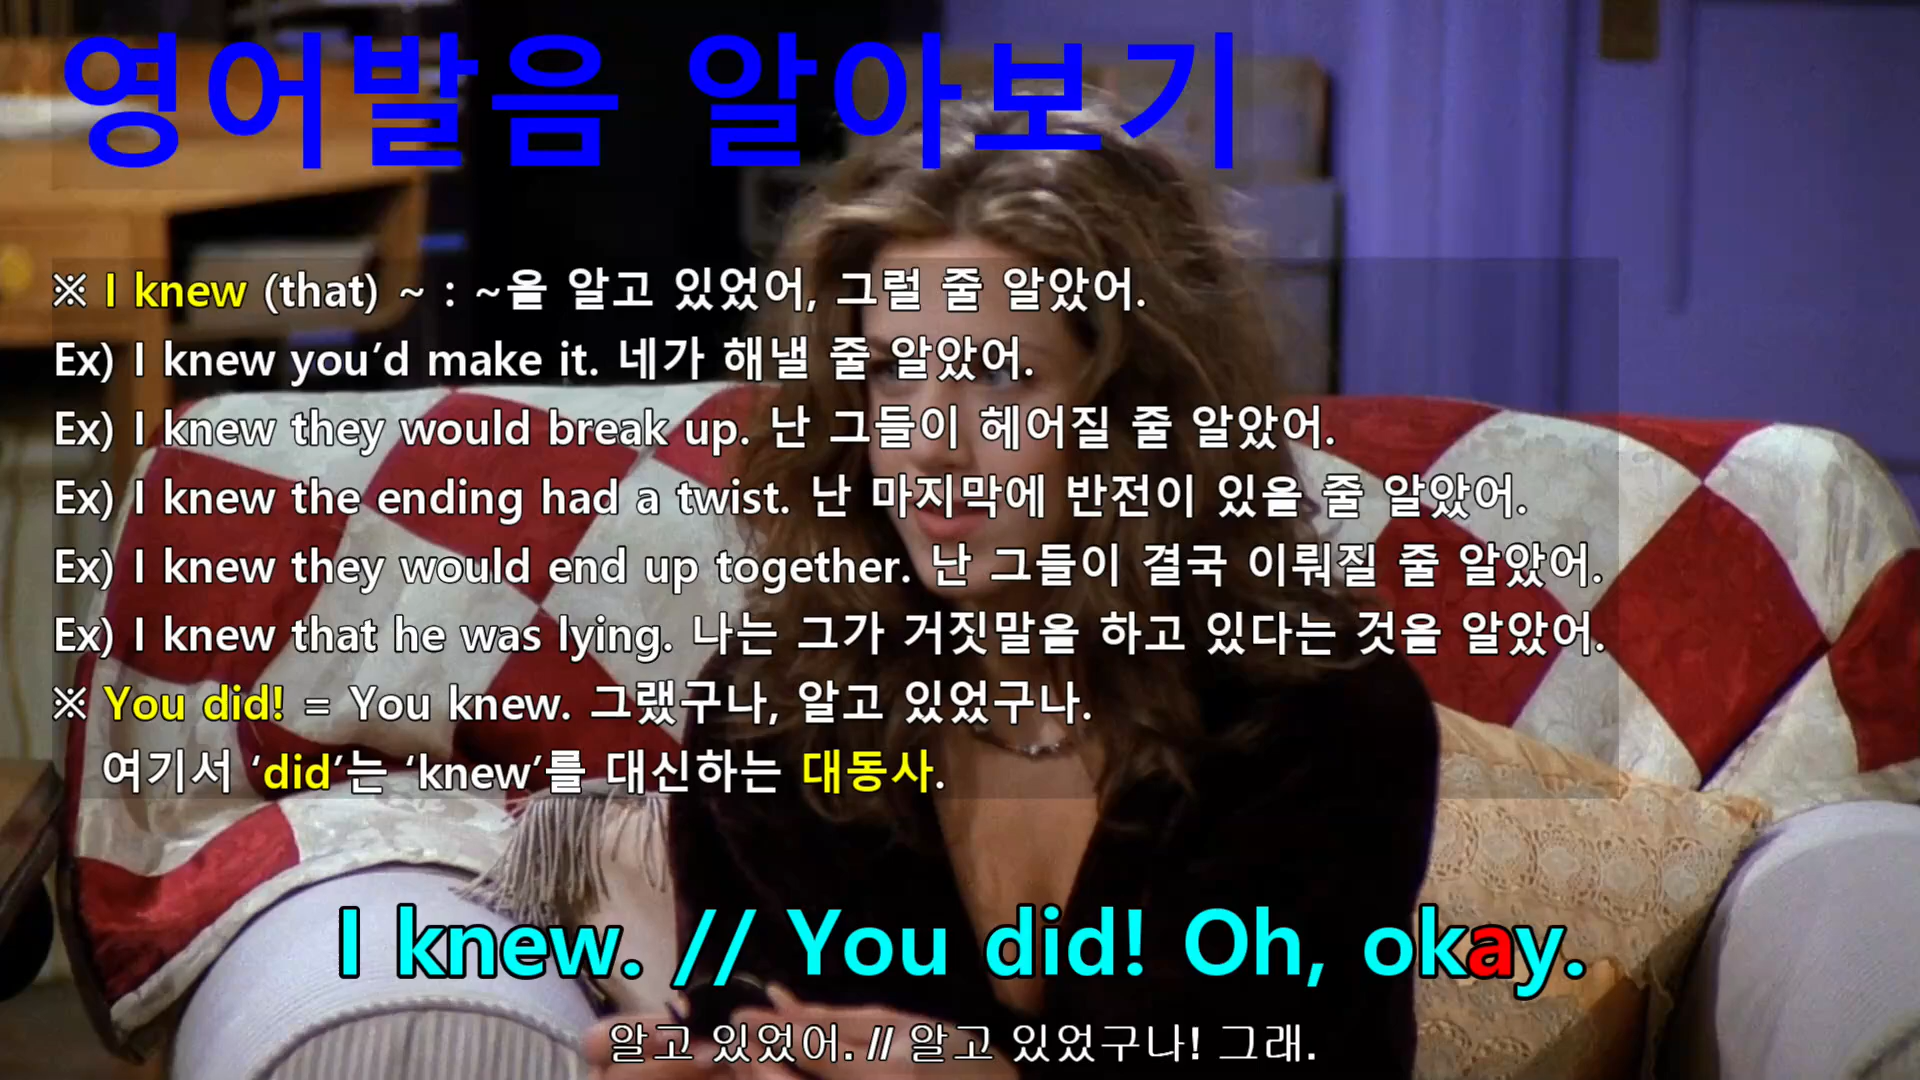 영어발음 알아보기
※ I knew (that) ~ : ~을 알고 있었어, 그럴 줄 알았어.
Ex) I knew you’d make it. 네가 해낼 줄 알았어.
Ex) I knew they would break up. 난 그들이 헤어질 줄 알았어.
Ex) I knew the ending had a twist. 난 마지막에 반전이 있을 줄 알았어.
Ex) I knew they would end up together. 난 그들이 결국 이뤄질 줄 알았어.
Ex) I knew that he was lying. 나는 그가 거짓말을 하고 있다는 것을 알았어.
※ You did! = You knew. 그랬구나, 알고 있었구나.
여기서 ‘did’는 ‘knew’를 대신하는 대동사.
I knew. // You did! Oh, okay.
알고 있었어. // 알고 있었구나! 그래.